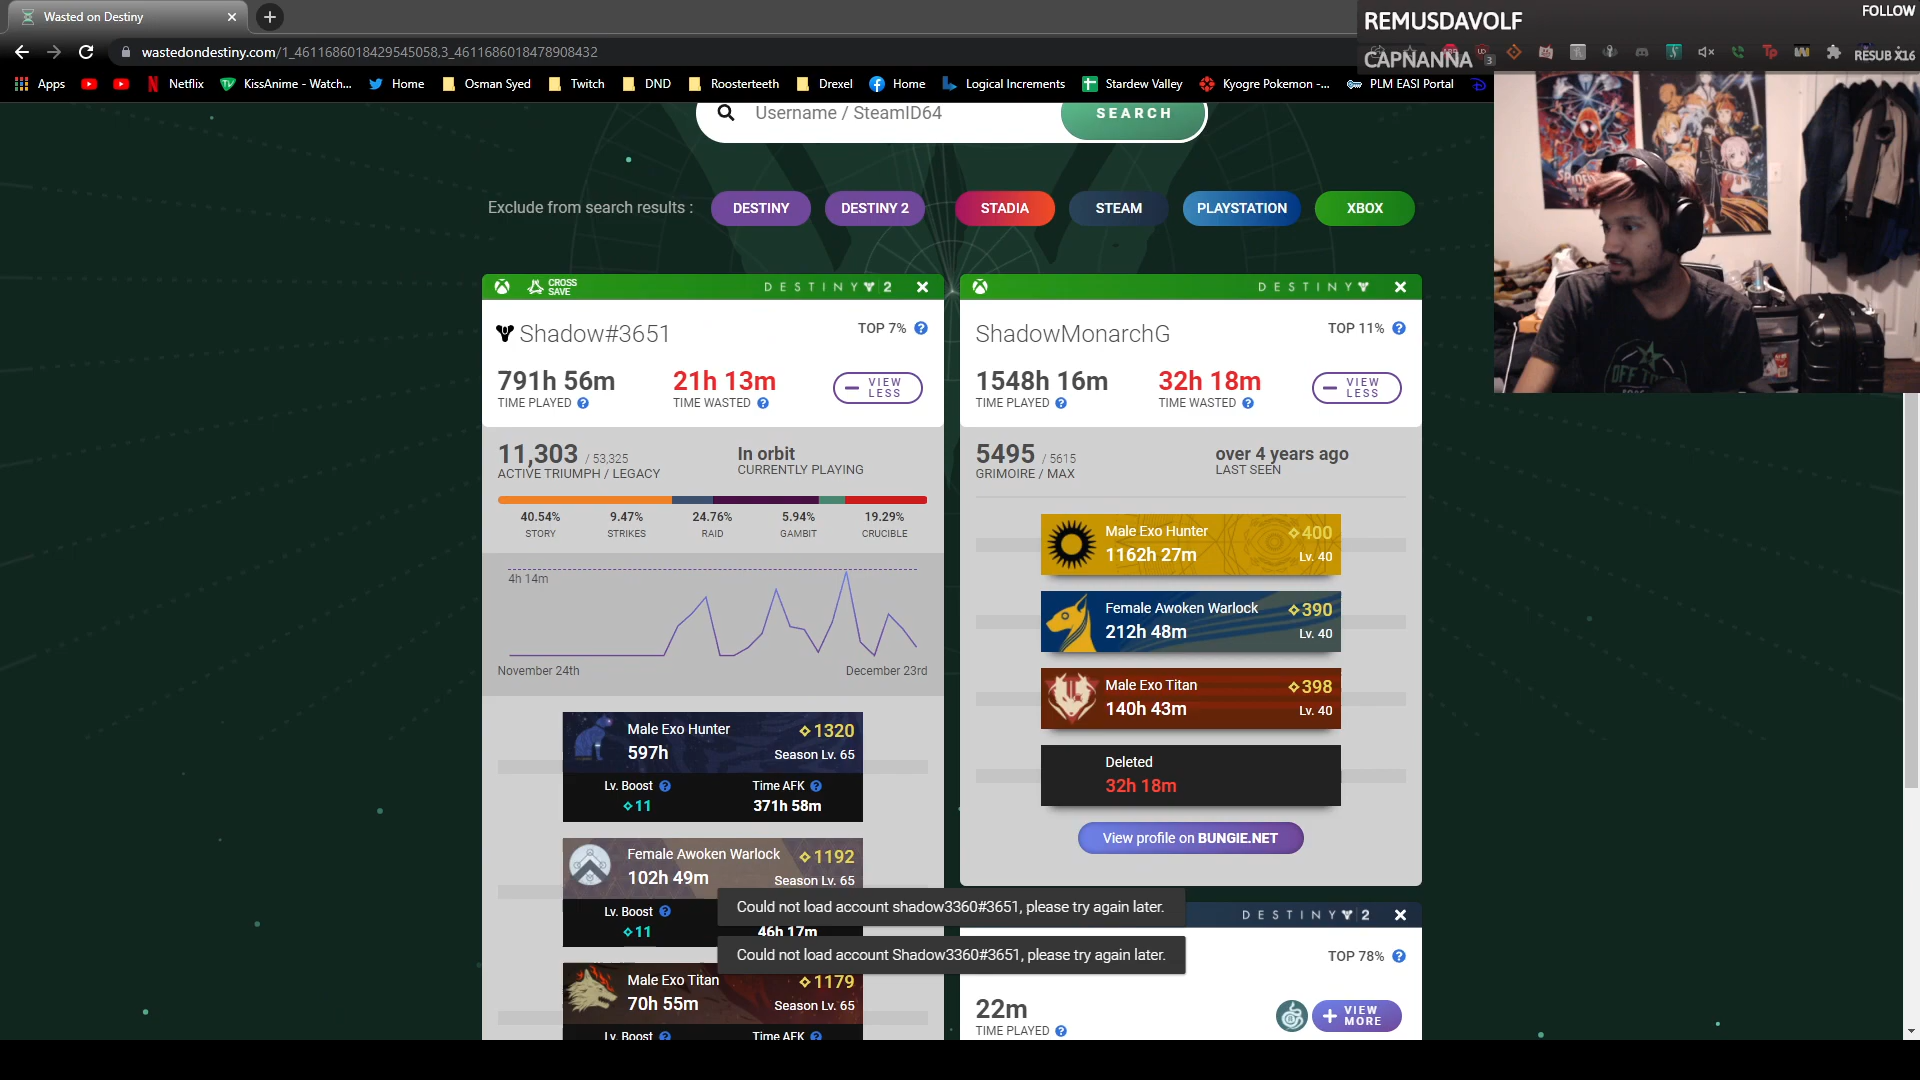 Wasted on Destiny
REMUSDAVOLF
FOLLOW
wastedondestiny.com/1_4611686018429545058,3_4611686018478908432
CAPNANNA
3
RESUB X16
Apps
Netflix
KissAnime - Watch...
Home
Osman Syed
Twitch
DND
Roosterteeth
Drexel
Home
Logical Increments
Stardew Valley
Kyogre Pokemon -...
PLM EASI Portal
Username / SteamID64
SEARCH
Exclude from search results :
DESTINY
DESTINY 2
STADIA
STEAM
PLAYSTATION
XBOX
CROSS
SAVE
DESTINY 2
Shadow#3651
TOP 7%
791h 56m
TIME PLAYED
21h 13m
TIME WASTED
VIEW
LESS
11,303 / 53,325
ACTIVE TRIUMPH / LEGACY
In orbit
CURRENTLY PLAYING
40.54%
STORY
9.47%
STRIKES
24.76%
RAID
5.94%
GAMBIT
19.29%
CRUCIBLE
4h 14m
November 24th
December 23rd
Male Exo Hunter
1320
597h
Season Lv. 65
Lv. Boost
11
Time AFK
371h 58m
Female Awoken Warlock
1192
102h 49m
Season Lv. 65
Lv. Boost
11
46h 17m
Male Exo Titan
1179
70h 55m
Season Lv. 65
Lv. Boost
Time AFK
DESTINY
ShadowMonarchG
TOP 11%
1548h 16m
TIME PLAYED
32h 18m
TIME WASTED
VIEW
LESS
5495 / 5615
GRIMOIRE / MAX
over 4 years ago
LAST SEEN
Male Exo Hunter
400
1162h 27m
Lv. 40
Female Awoken Warlock
390
212h 48m
Lv. 40
Male Exo Titan
398
140h 43m
Lv. 40
Deleted
32h 18m
View profile on BUNGIE.NET
Could not load account shadow3360#3651, please try again later.
Could not load account Shadow3360#3651, please try again later.
DESTINY 2
TOP 78%
22m
TIME PLAYED
VIEW
MORE
SPIDER
OFF TO